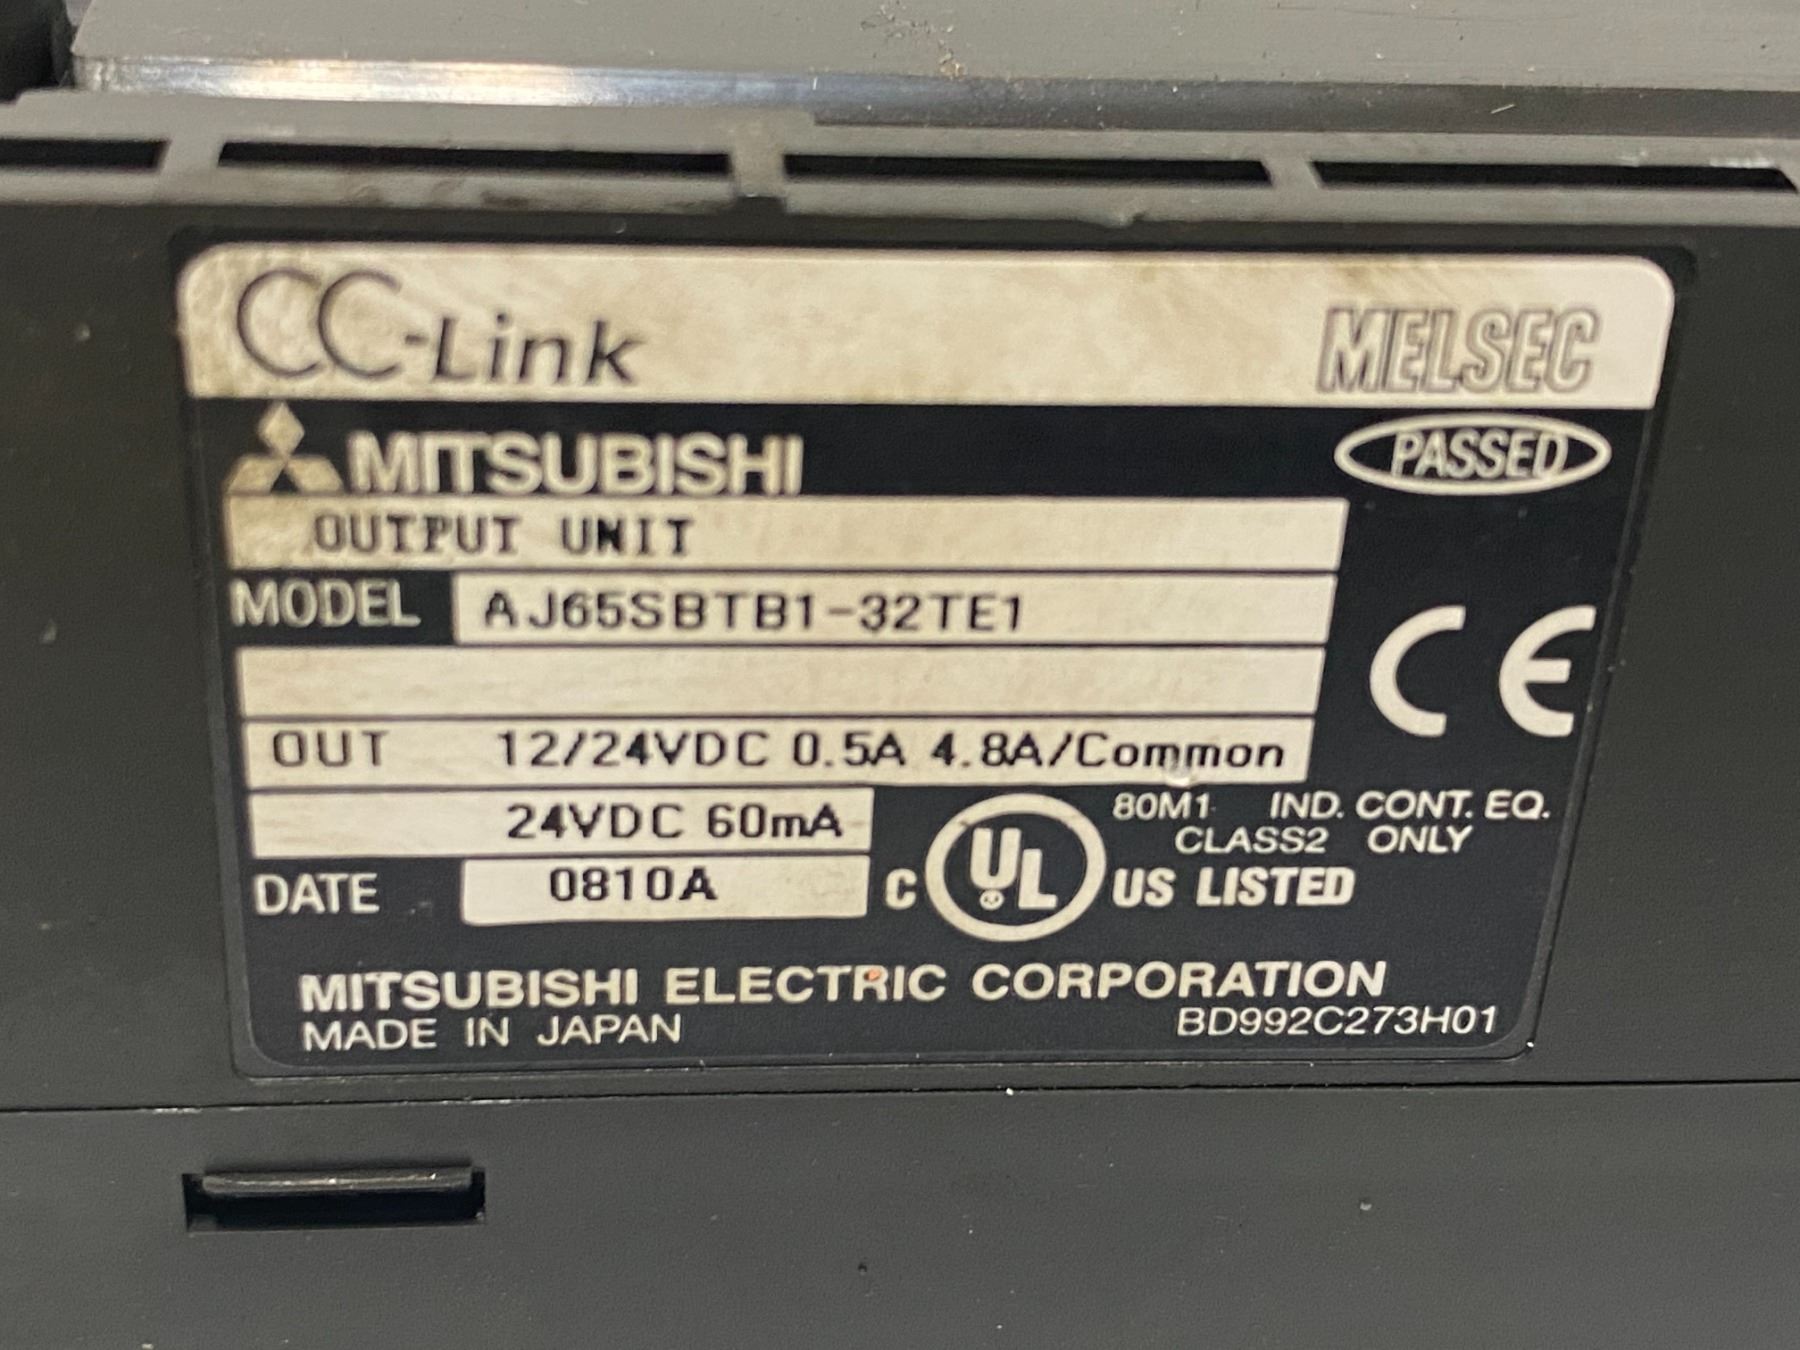 CC-Link MELSEC
MITSUBISHI PASSED
OUTPUT UNIT
MODEL AJ65SBTB1-32TE1
CE
OUT 12/24VDC 0.5A 4.8A/Common
24VDC 60mA
80M1 IND. CONT. EQ.
CLASS2 ONLY
DATE 0810A
C UL US LISTED
MITSUBISHI ELECTRIC CORPORATION
MADE IN JAPAN BD992C273H01